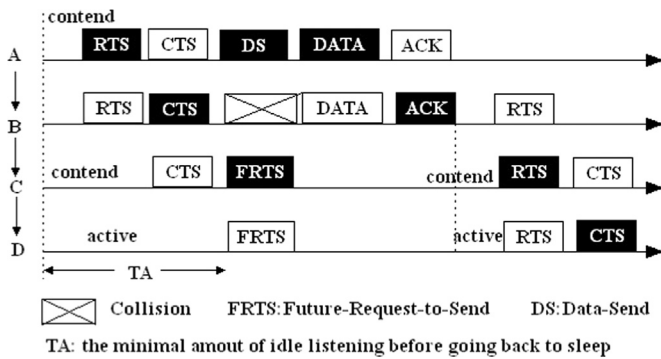 contend
A RTS CTS DS DATA ACK
B RTS CTS DATA ACK RTS
C contend CTS FRTS contend RTS CTS
D active FRTS active RTS CTS
TA
Collision FRTS:Future-Request-to-Send DS:Data-Send
TA: the minimal amout of idle listening before going back to sleep